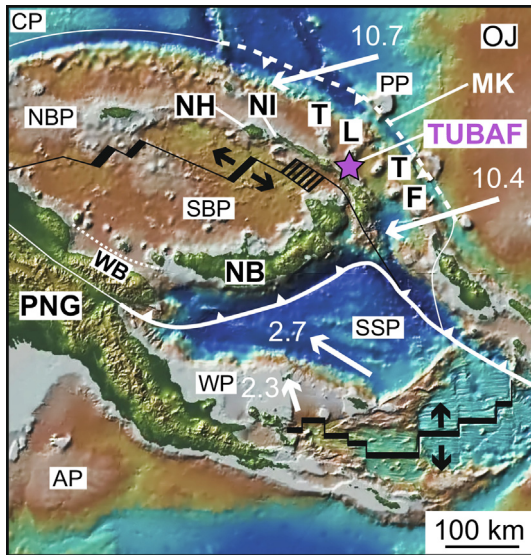 CP
OJ
10.7
PP
MK
NH
NI
T
NBP
L
TUBAF
T
F
10.4
SBP
WB
NB
PNG
SSP
2.7
WP
2.3
AP
100 km